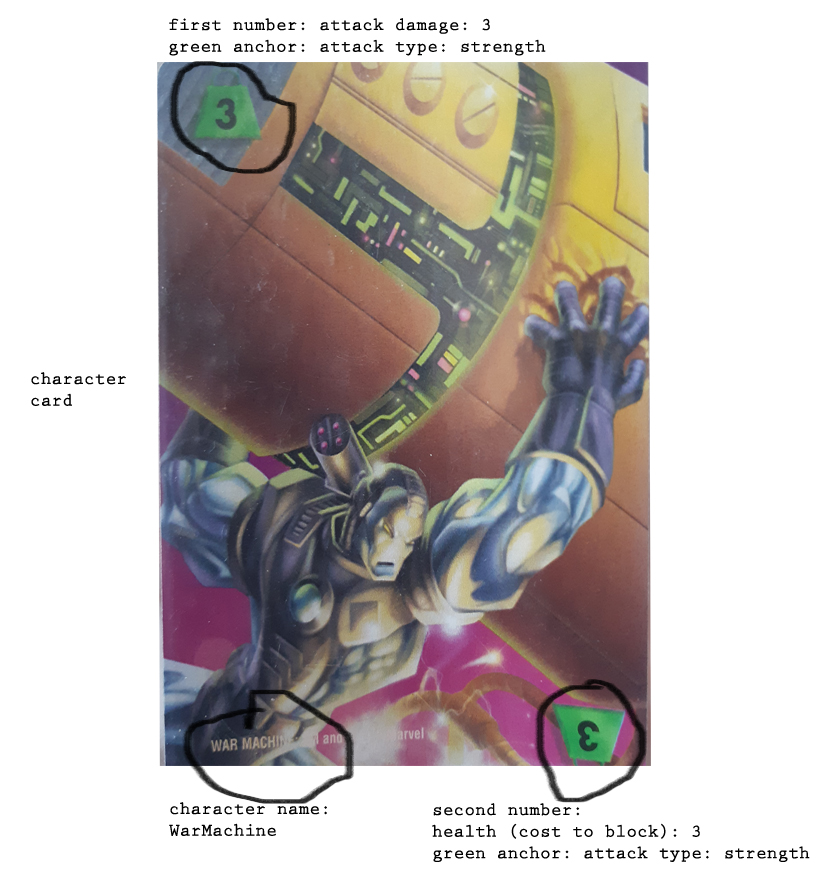 first number: attack damage: 3
green anchor: attack type: strength
3
character
card
WAR MACHINE and
3
character name:
WarMachine
second number:
health (cost to block): 3
green anchor: attack type: strength